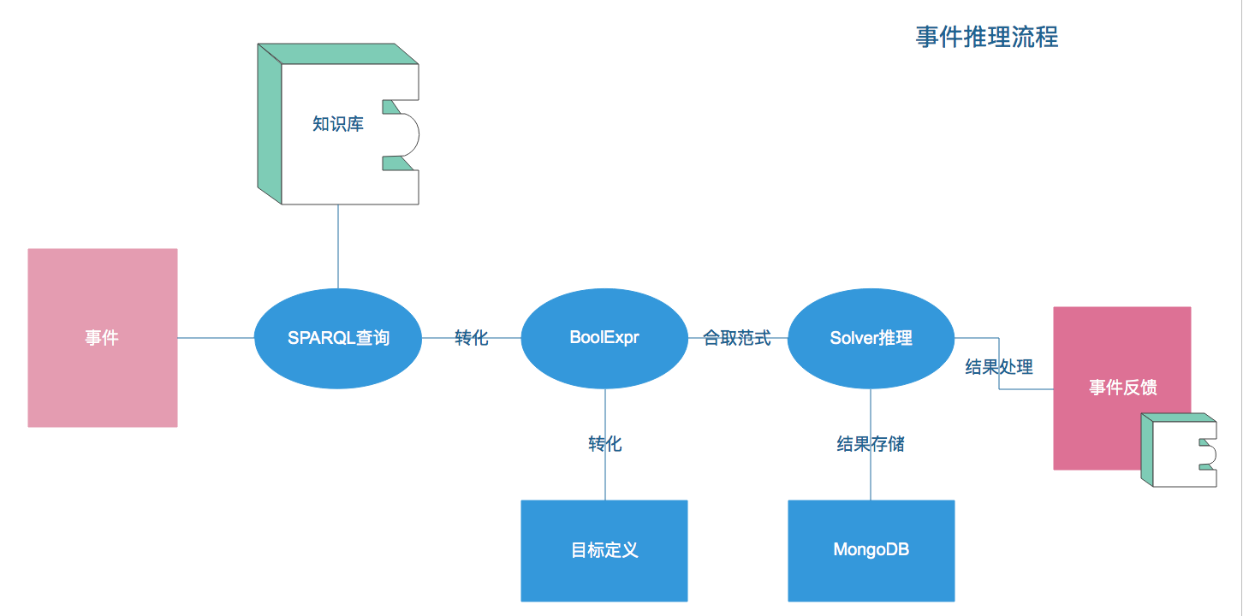 事件推理流程
知识库
事件
SPARQL查询
转化
BoolExpr
合取范式
Solver推理
结果处理
事件反馈
转化
结果存储
目标定义
MongoDB